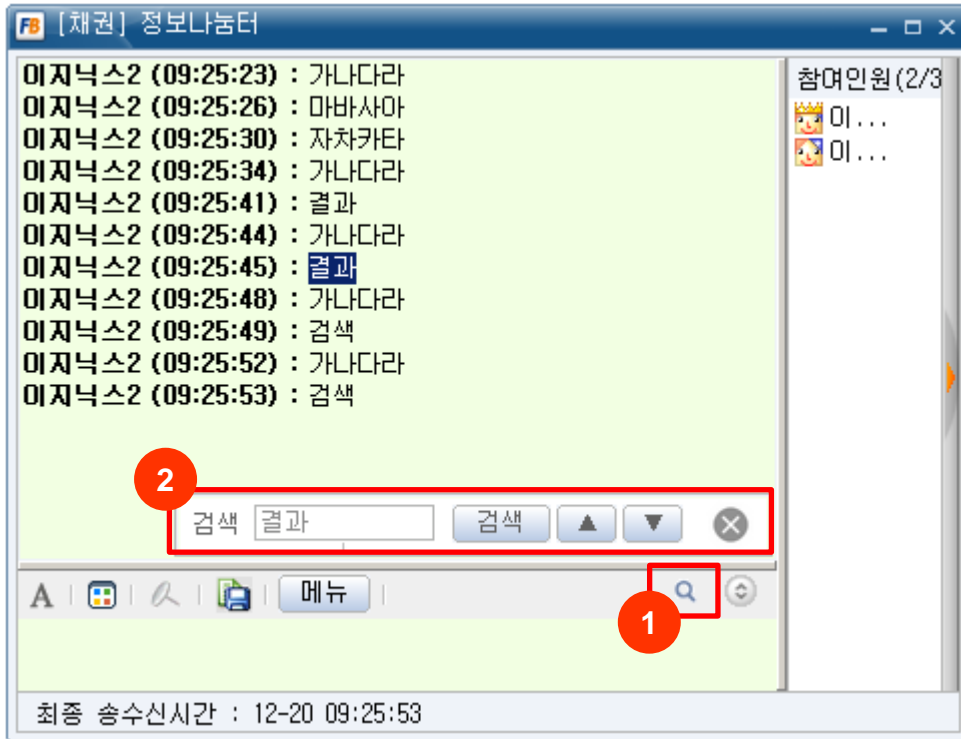 FB [채권] 정보나눔터
이지닉스2 (09:25:23) : 가나다라
이지닉스2 (09:25:26) : 마바사아
이지닉스2 (09:25:30) : 자차카타
이지닉스2 (09:25:34) : 가나다라
이지닉스2 (09:25:41) : 결과
이지닉스2 (09:25:44) : 가나다라
이지닉스2 (09:25:45) : 결과
이지닉스2 (09:25:48) : 가나다라
이지닉스2 (09:25:49) : 검색
이지닉스2 (09:25:52) : 가나다라
이지닉스2 (09:25:53) : 검색
참여인원(2/3
이...
이...
2
검색 결과 검색 ▲ ▼
A 메뉴
1
최종 송수신시간 : 12-20 09:25:53